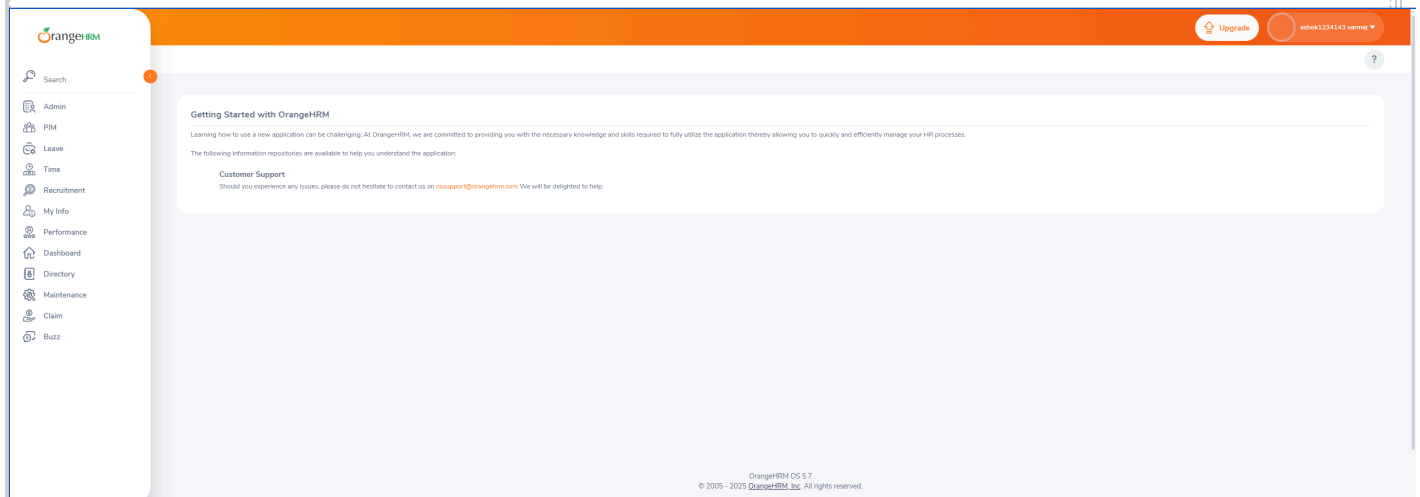 OrangeHRM
Upgrade
ashok1234143 vermej
?
Search
Admin
PIM
Leave
Time
Recruitment
My Info
Performance
Dashboard
Directory
Maintenance
Claim
Buzz
Getting Started with OrangeHRM
Learning how to use a new application can be challenging. At OrangeHRM, we are committed to providing you with the necessary knowledge and skills required to fully utilize the application thereby allowing you to quickly and efficiently manage your HR processes.
The following information repositories are available to help you understand the application:
Customer Support
Should you experience any issues, please do not hesitate to contact us on ossupport@orangehrm.com We will be delighted to help.
OrangeHRM OS 5.7
© 2005 - 2025 OrangeHRM, Inc. All rights reserved.